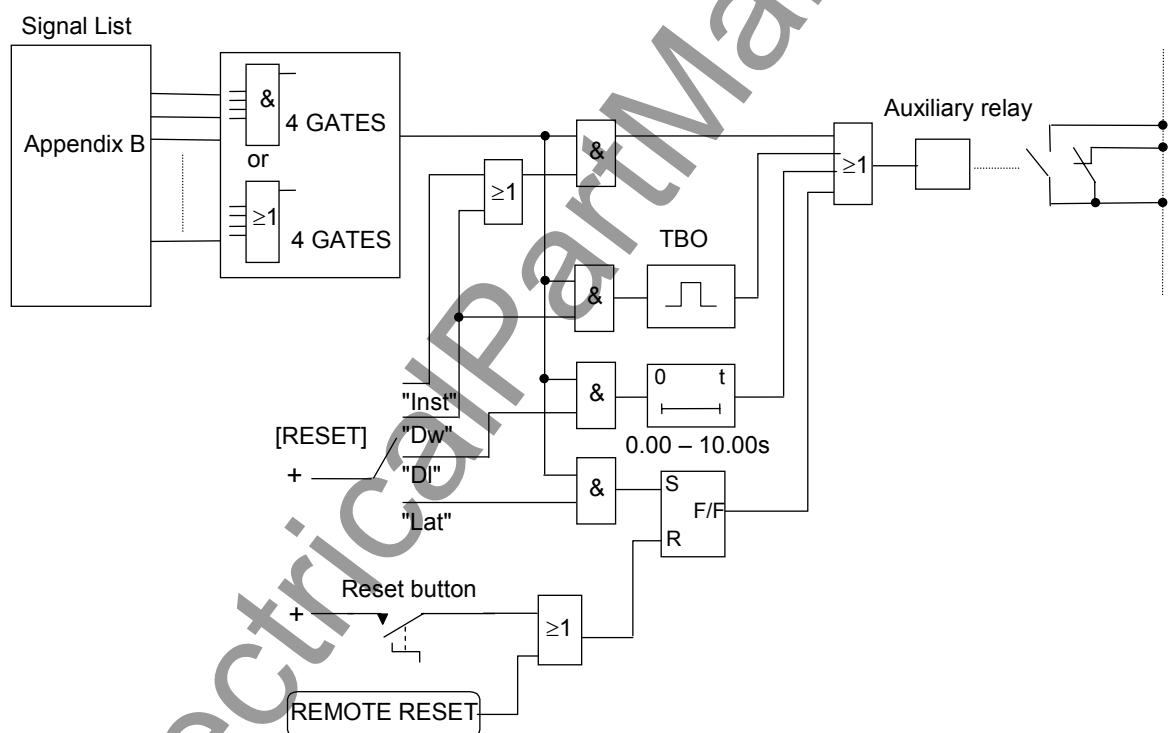 Signal List
Appendix B
&
4 GATES
or
≥1
4 GATES
≥1
&
≥1
Auxiliary relay
TBO
&
&
0 t
0.00 – 10.00s
&
S
F/F
R
[RESET]
+
"Inst"
"Dw"
"Dl"
"Lat"
Reset button
+
≥1
REMOTE RESET
ectricalPartMa